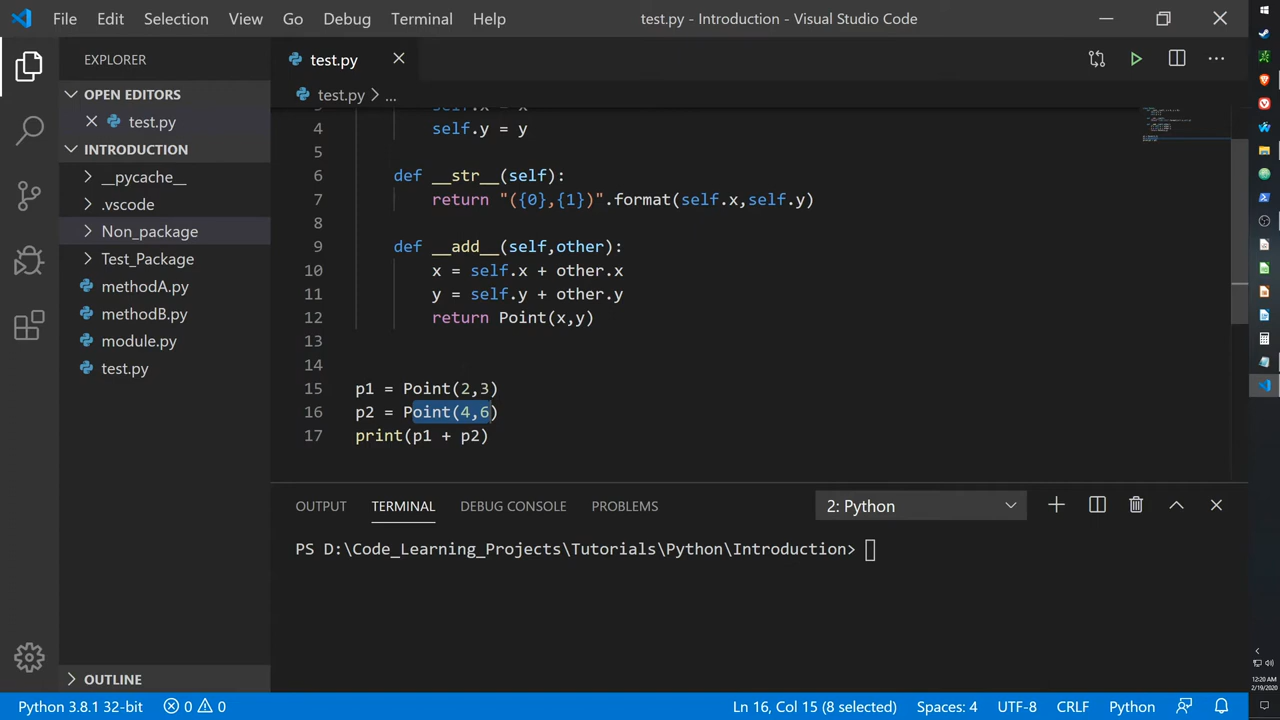 File Edit Selection View Go Debug Terminal Help
test.py - Introduction - Visual Studio Code
EXPLORER
OPEN EDITORS
test.py
INTRODUCTION
__pycache__
.vscode
Non_package
Test_Package
methodA.py
methodB.py
module.py
test.py
OUTLINE
test.py
test.py > ...
4 self.y = y
5
6 def __str__(self):
7 return "({0},{1})".format(self.x,self.y)
8
9 def __add__(self,other):
10 x = self.x + other.x
11 y = self.y + other.y
12 return Point(x,y)
13
14
15 p1 = Point(2,3)
16 p2 = Point(4,6)
17 print(p1 + p2)
OUTPUT TERMINAL DEBUG CONSOLE PROBLEMS
2: Python
PS D:\Code_Learning_Projects\Tutorials\Python\Introduction>
Python 3.8.1 32-bit 0 0
Ln 16, Col 15 (8 selected) Spaces: 4 UTF-8 CRLF Python
12:20 AM
2/19/2020